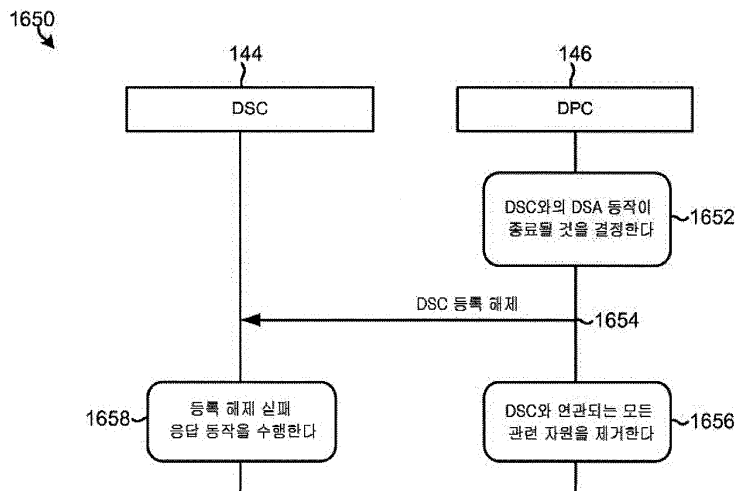 1650
144
146
DSC
DPC
DSC와의 DSA 동작이
종료될 것을 결정한다
1652
DSC 등록 해제
1654
등록 해제 실패
응답 동작을 수행한다
1658
DSC와 연관되는 모든
관련 자원을 제거한다
1656